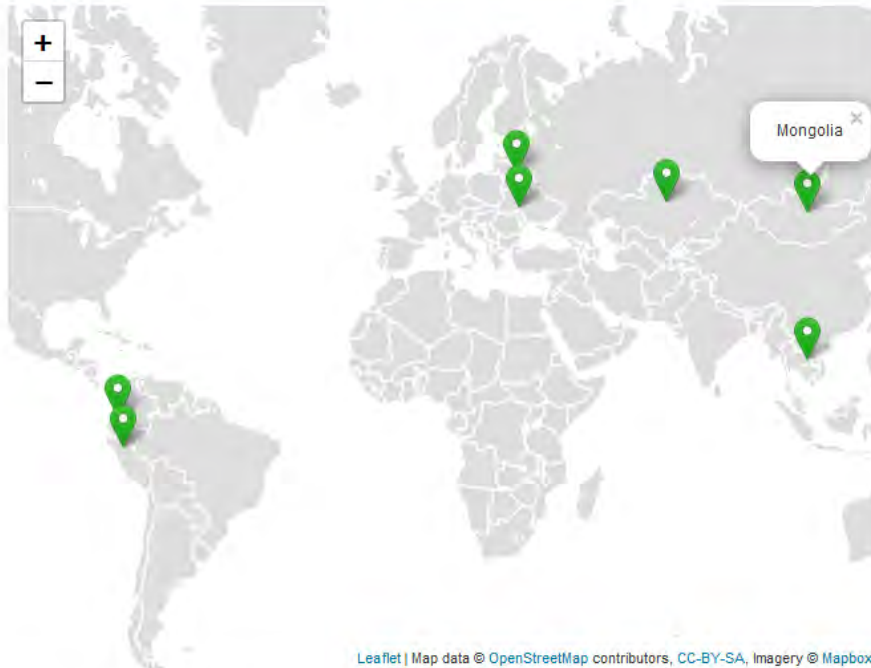 +
−
Mongolia ×
Leaflet | Map data © OpenStreetMap contributors, CC-BY-SA, Imagery © Mapbox